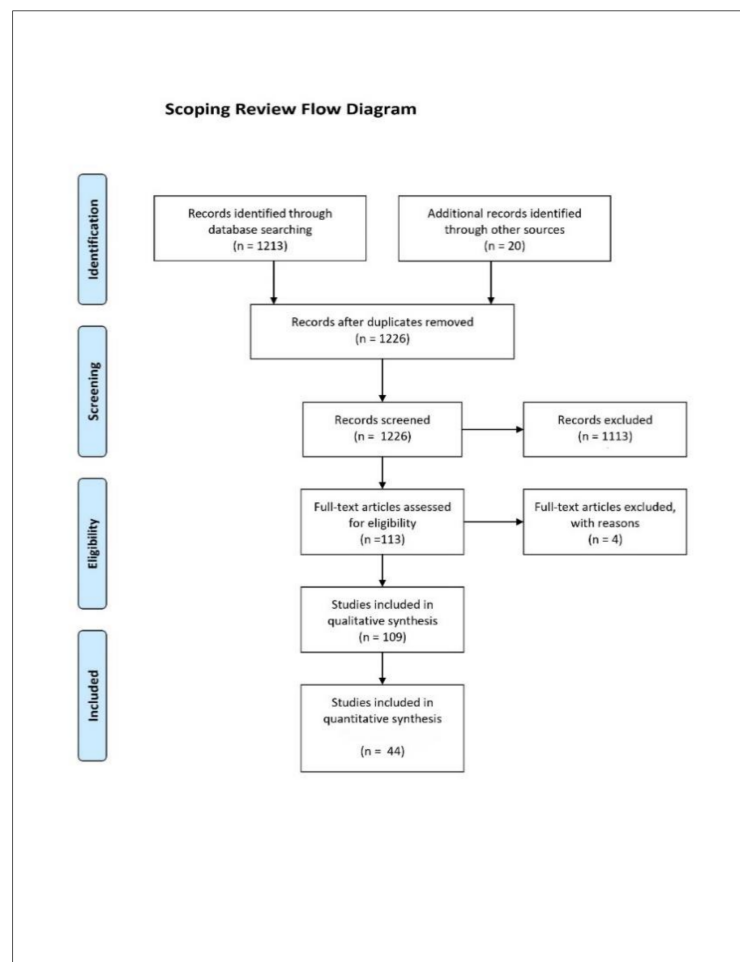 Scoping Review Flow Diagram
Identification
Records identified through
database searching
(n = 1213)
Additional records identified
through other sources
(n = 20)
Records after duplicates removed
(n = 1226)
Screening
Records screened
(n = 1226)
Records excluded
(n = 1113)
Eligibility
Full-text articles assessed
for eligibility
(n =113)
Full-text articles excluded,
with reasons
(n = 4)
Studies included in
qualitative synthesis
(n = 109)
Included
Studies included in
quantitative synthesis
(n = 44)